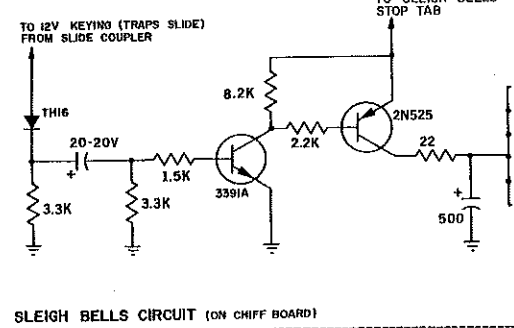 TO SLEIGH BELLS
STOP TAB
TO 12V KEYING (TRAPS SLIDE)
FROM SLIDE COUPLER
8.2K
TH16
2N525
20-20V
+
2.2K
22
1.5K
3391A
3.3K
3.3K
+
500
SLEIGH BELLS CIRCUIT (ON CHIFF BOARD)